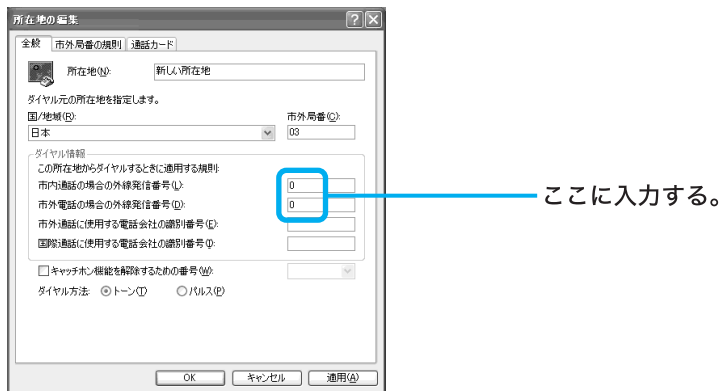 所在地の編集
全般 市外局番の規則 通話カード
所在地(N): 新しい所在地
ダイヤル元の所在地を指定します。
国/地域(R): 市外局番(C):
日本 03
ダイヤル情報
この所在地からダイヤルするときに適用する規則:
市内通話の場合の外線発信番号(L): 0
市外電話の場合の外線発信番号(D): 0
ここに入力する。
市外通話に使用する電話会社の識別番号(E):
国際通話に使用する電話会社の識別番号(I):
キャッチホン機能を解除するための番号(W):
ダイヤル方法: トーン(T) パルス(P)
OK キャンセル 適用(A)